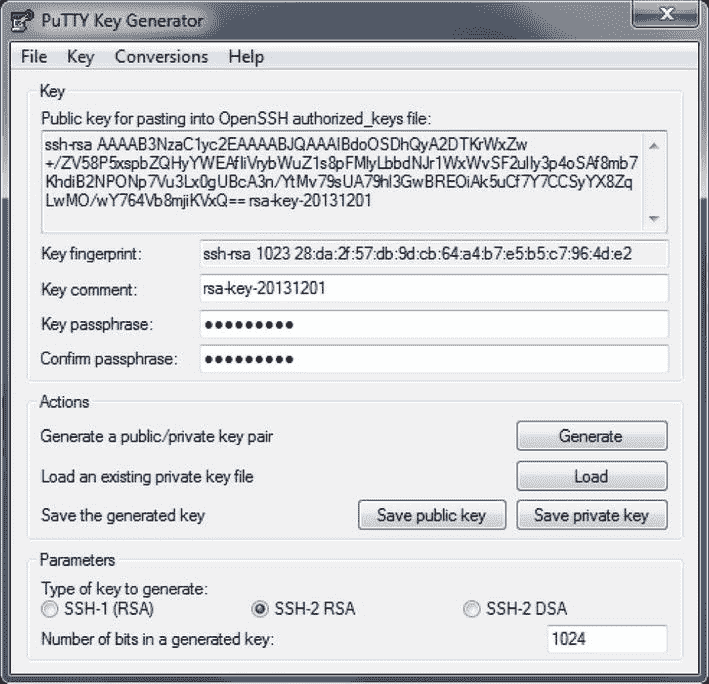 PuTTY Key Generator
X
File Key Conversions Help
Key
Public key for pasting into OpenSSH authorized_keys file:
ssh-rsa AAAAB3NzaC1yc2EAAAABJQAAAIBdoOSDhQyA2DTKrWxZw
+/ZV58P5xspbZQHyYWEAfIiVrybWuZ1s8pFMlyLbbdNJr1WxWvSF2ully3p4oSAf8mb7
KhdiB2NPONp7Vu3Lx0gUBcA3n/YtMv79sUA79hl3GwBREOiAk5uCf7Y7CCSyYX8Zq
LwMO/wY764Vb8mjiKVxQ== rsa-key-20131201
Key fingerprint: ssh-rsa 1023 28:da:2f:57:db:9d:cb:64:a4:b7:e5:b5:c7:96:4d:e2
Key comment: rsa-key-20131201
Key passphrase: ●●●●●●●●●
Confirm passphrase: ●●●●●●●●●
Actions
Generate a public/private key pair Generate
Load an existing private key file Load
Save the generated key Save public key Save private key
Parameters
Type of key to generate:
SSH-1 (RSA) SSH-2 RSA SSH-2 DSA
Number of bits in a generated key: 1024